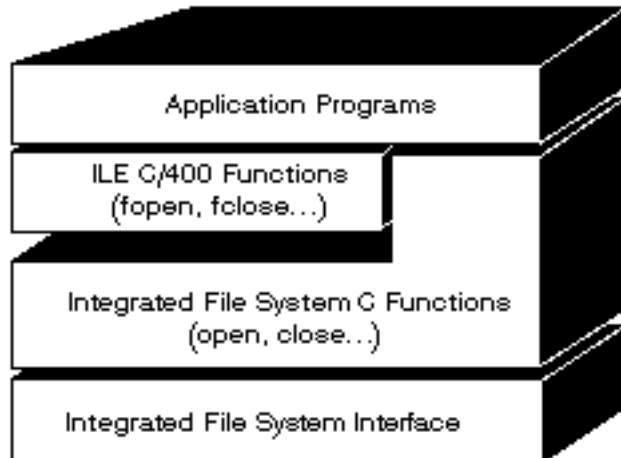 Application Programs
ILE C/400 Functions
(fopen, fclose...)
Integrated File System C Functions
(open, close...)
Integrated File System Interface